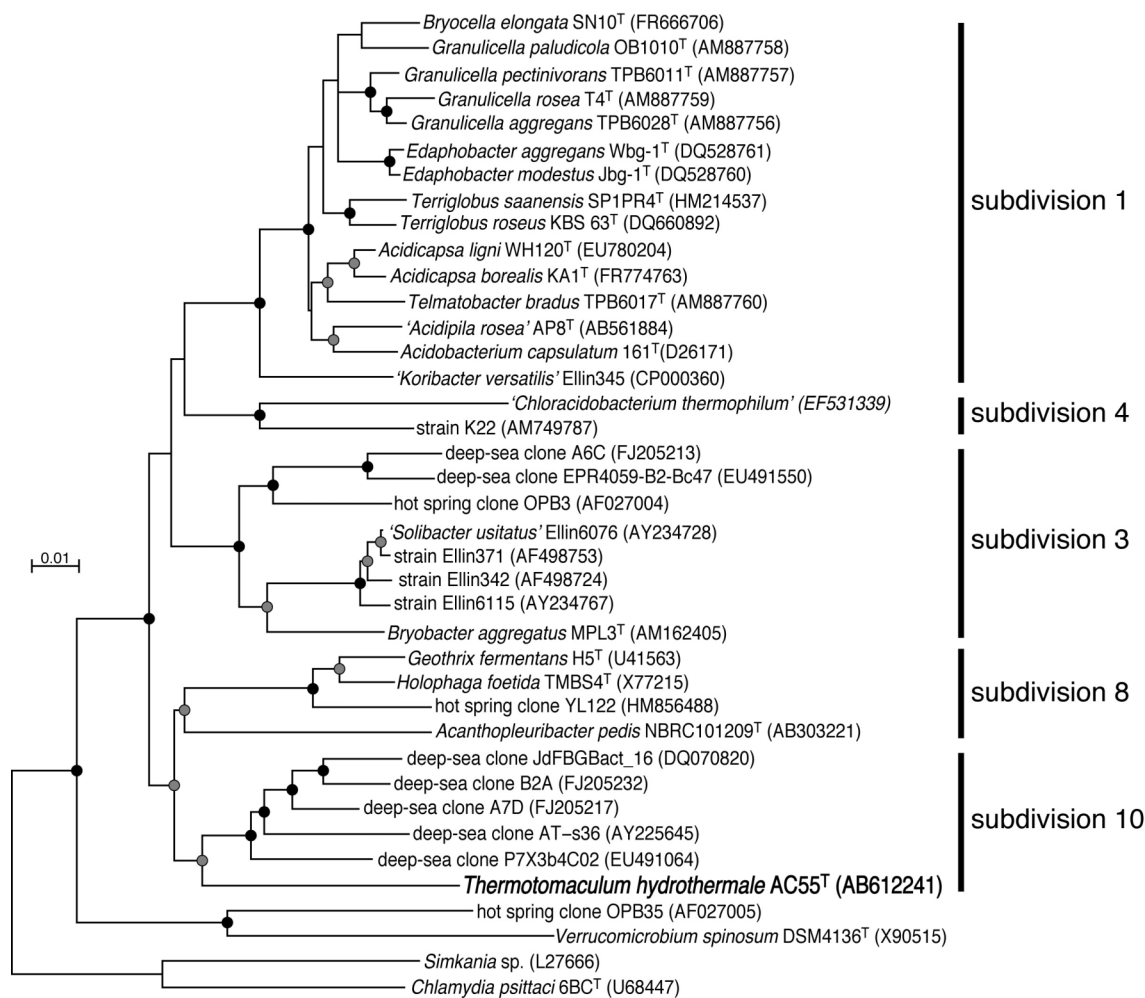 Bryocella elongata SN10ᵀ (FR666706)
Granulicella paludicola OB1010ᵀ (AM887758)
Granulicella pectinivorans TPB6011ᵀ (AM887757)
Granulicella rosea T4ᵀ (AM887759)
Granulicella aggregans TPB6028ᵀ (AM887756)
Edaphobacter aggregans Wbg-1ᵀ (DQ528761)
Edaphobacter modestus Jbg-1ᵀ (DQ528760)
Terriglobus saanensis SP1PR4ᵀ (HM214537)
subdivision 1
Terriglobus roseus KBS 63ᵀ (DQ660892)
Acidicapsa ligni WH120ᵀ (EU780204)
Acidicapsa borealis KA1ᵀ (FR774763)
Telmatobacter bradus TPB6017ᵀ (AM887760)
‘Acidipila rosea’ AP8ᵀ (AB561884)
Acidobacterium capsulatum 161ᵀ(D26171)
‘Koribacter versatilis’ Ellin345 (CP000360)
‘Chloracidobacterium thermophilum’ (EF531339)
subdivision 4
strain K22 (AM749787)
deep-sea clone A6C (FJ205213)
deep-sea clone EPR4059-B2-Bc47 (EU491550)
hot spring clone OPB3 (AF027004)
‘Solibacter usitatus’ Ellin6076 (AY234728)
subdivision 3
strain Ellin371 (AF498753)
0.01
strain Ellin342 (AF498724)
strain Ellin6115 (AY234767)
Bryobacter aggregatus MPL3ᵀ (AM162405)
Geothrix fermentans H5ᵀ (U41563)
Holophaga foetida TMBS4ᵀ (X77215)
subdivision 8
hot spring clone YL122 (HM856488)
Acanthopleuribacter pedis NBRC101209ᵀ (AB303221)
deep-sea clone JdFBGBact_16 (DQ070820)
deep-sea clone B2A (FJ205232)
deep-sea clone A7D (FJ205217)
subdivision 10
deep-sea clone AT–s36 (AY225645)
deep-sea clone P7X3b4C02 (EU491064)
Thermotomaculum hydrothermale AC55ᵀ (AB612241)
hot spring clone OPB35 (AF027005)
Verrucomicrobium spinosum DSM4136ᵀ (X90515)
Simkania sp. (L27666)
Chlamydia psittaci 6BCᵀ (U68447)